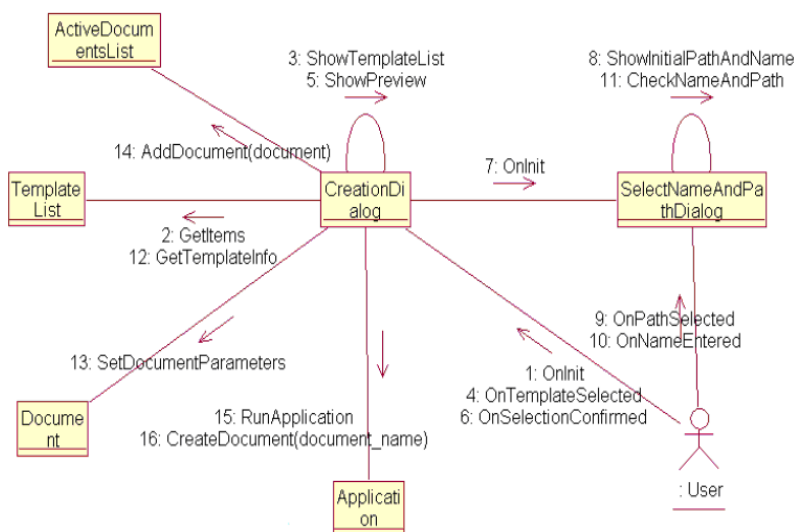 ActiveDocum
entsList
3: ShowTemplateList
5: ShowPreview
8: ShowInitialPathAndName
11: CheckNameAndPath
14: AddDocument(document)
7: OnInit
Template
List
CreationDi
alog
SelectNameAndPa
thDialog
2: GetItems
12: GetTemplateInfo
9: OnPathSelected
10: OnNameEntered
13: SetDocumentParameters
1: OnInit
4: OnTemplateSelected
6: OnSelectionConfirmed
15: RunApplication
16: CreateDocument(document_name)
Docume
nt
: User
Applicati
on